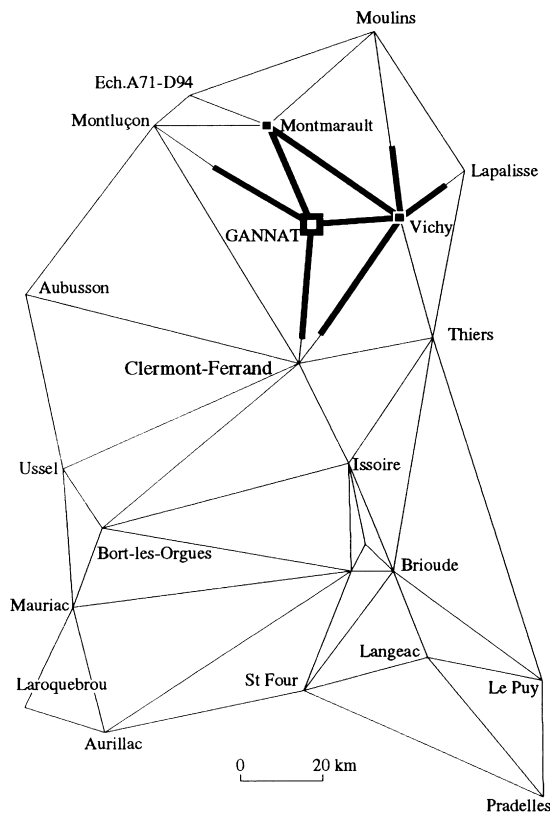 Moulins
Ech.A71-D94
Montluçon
Montmarault
Lapalisse
GANNAT
Vichy
Aubusson
Thiers
Clermont-Ferrand
Ussel
Issoire
Bort-les-Orgues
Brioude
Mauriac
Langeac
Laroquebrou
St Four
Le Puy
Aurillac
0 20 km
Pradelles